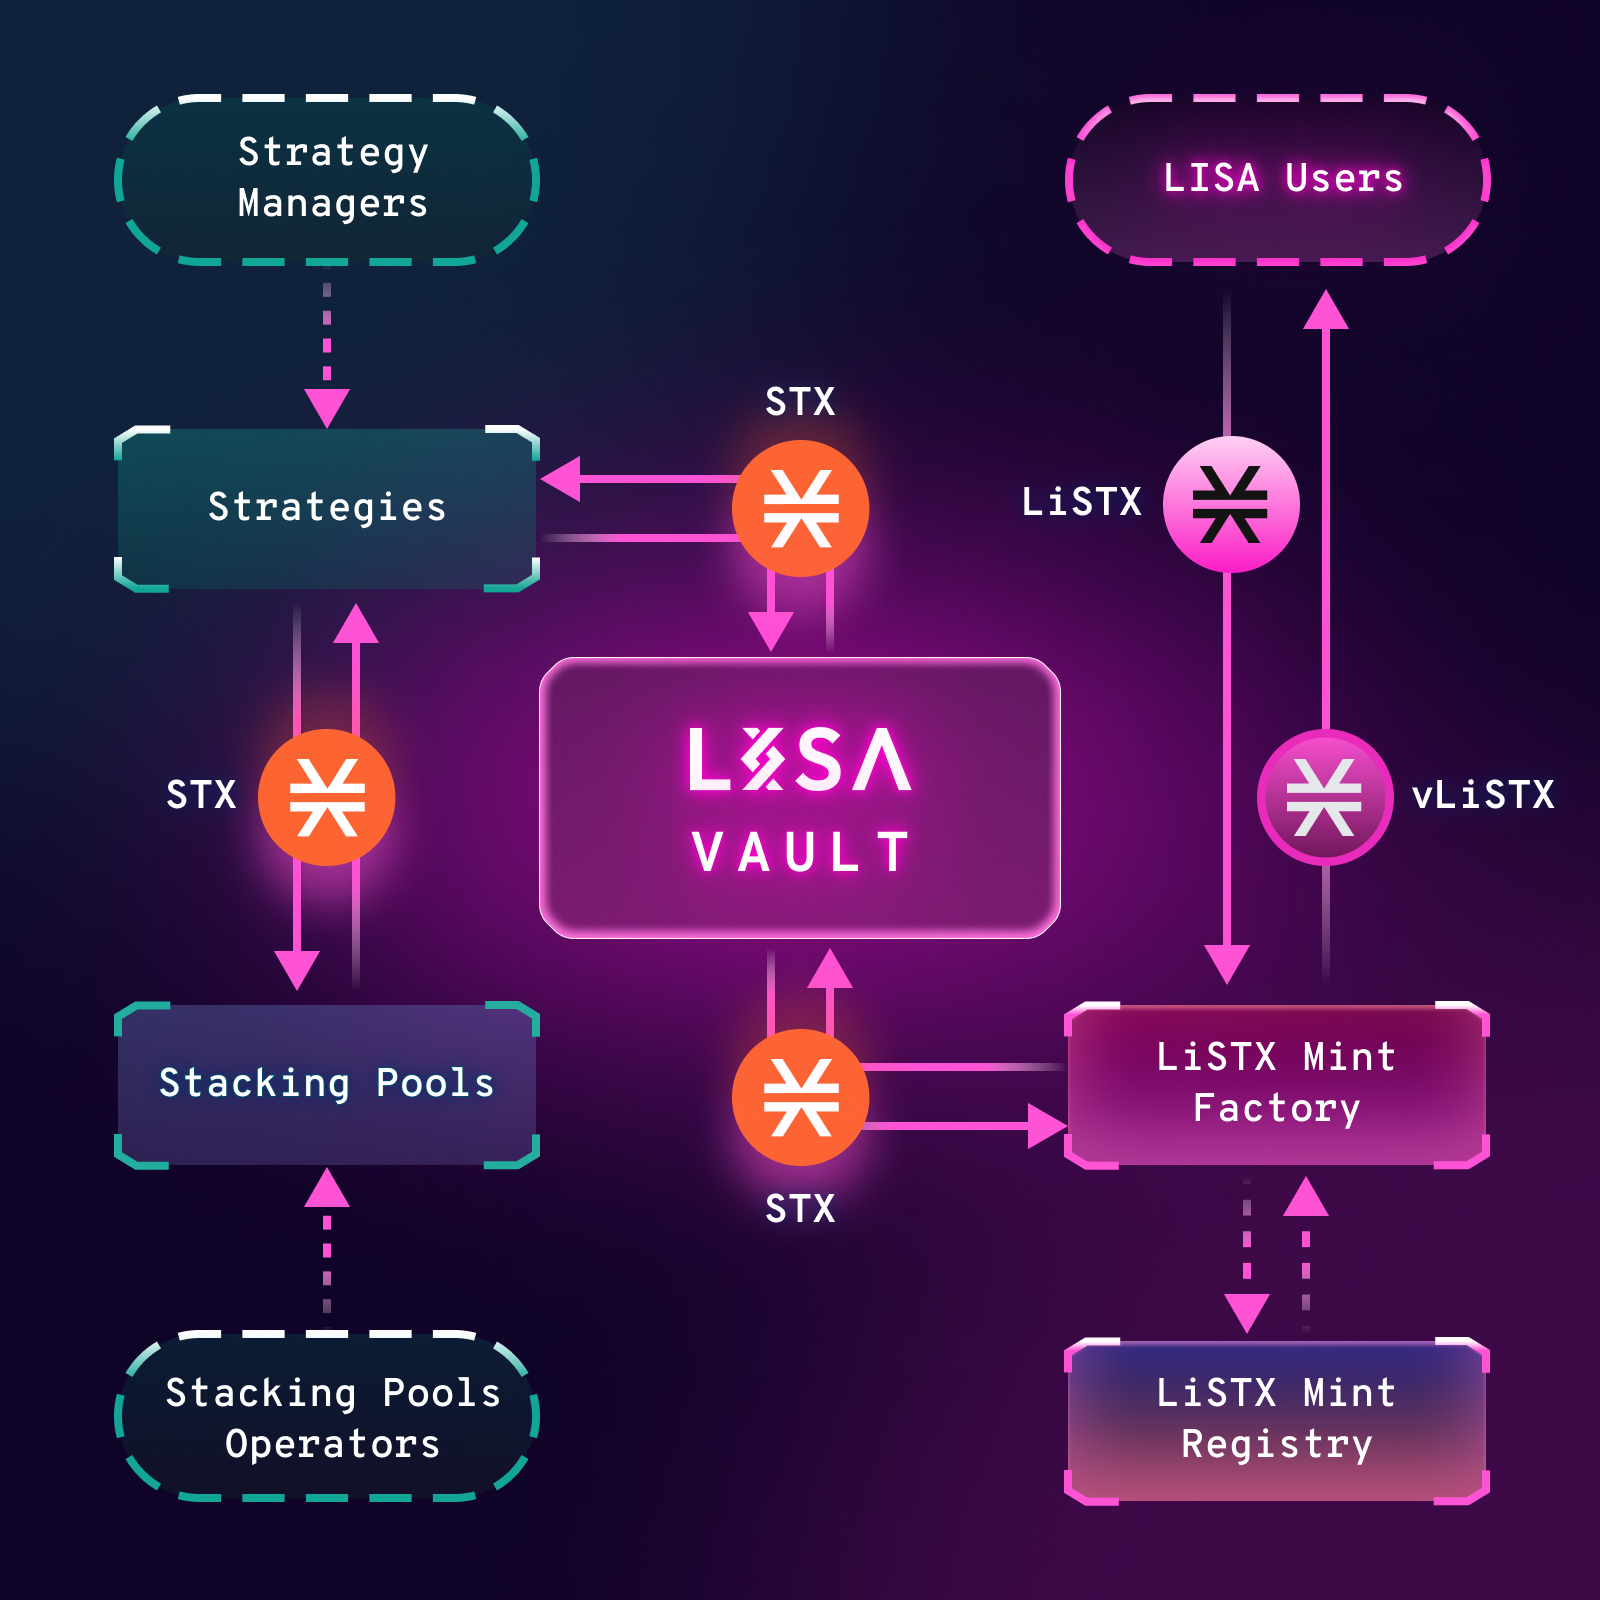 Strategy
Managers
LISA Users
STX
Strategies
LiSTX
LISA
VAULT
STX
vLiSTX
Stacking Pools
LiSTX Mint
Factory
STX
Stacking Pools
Operators
LiSTX Mint
Registry